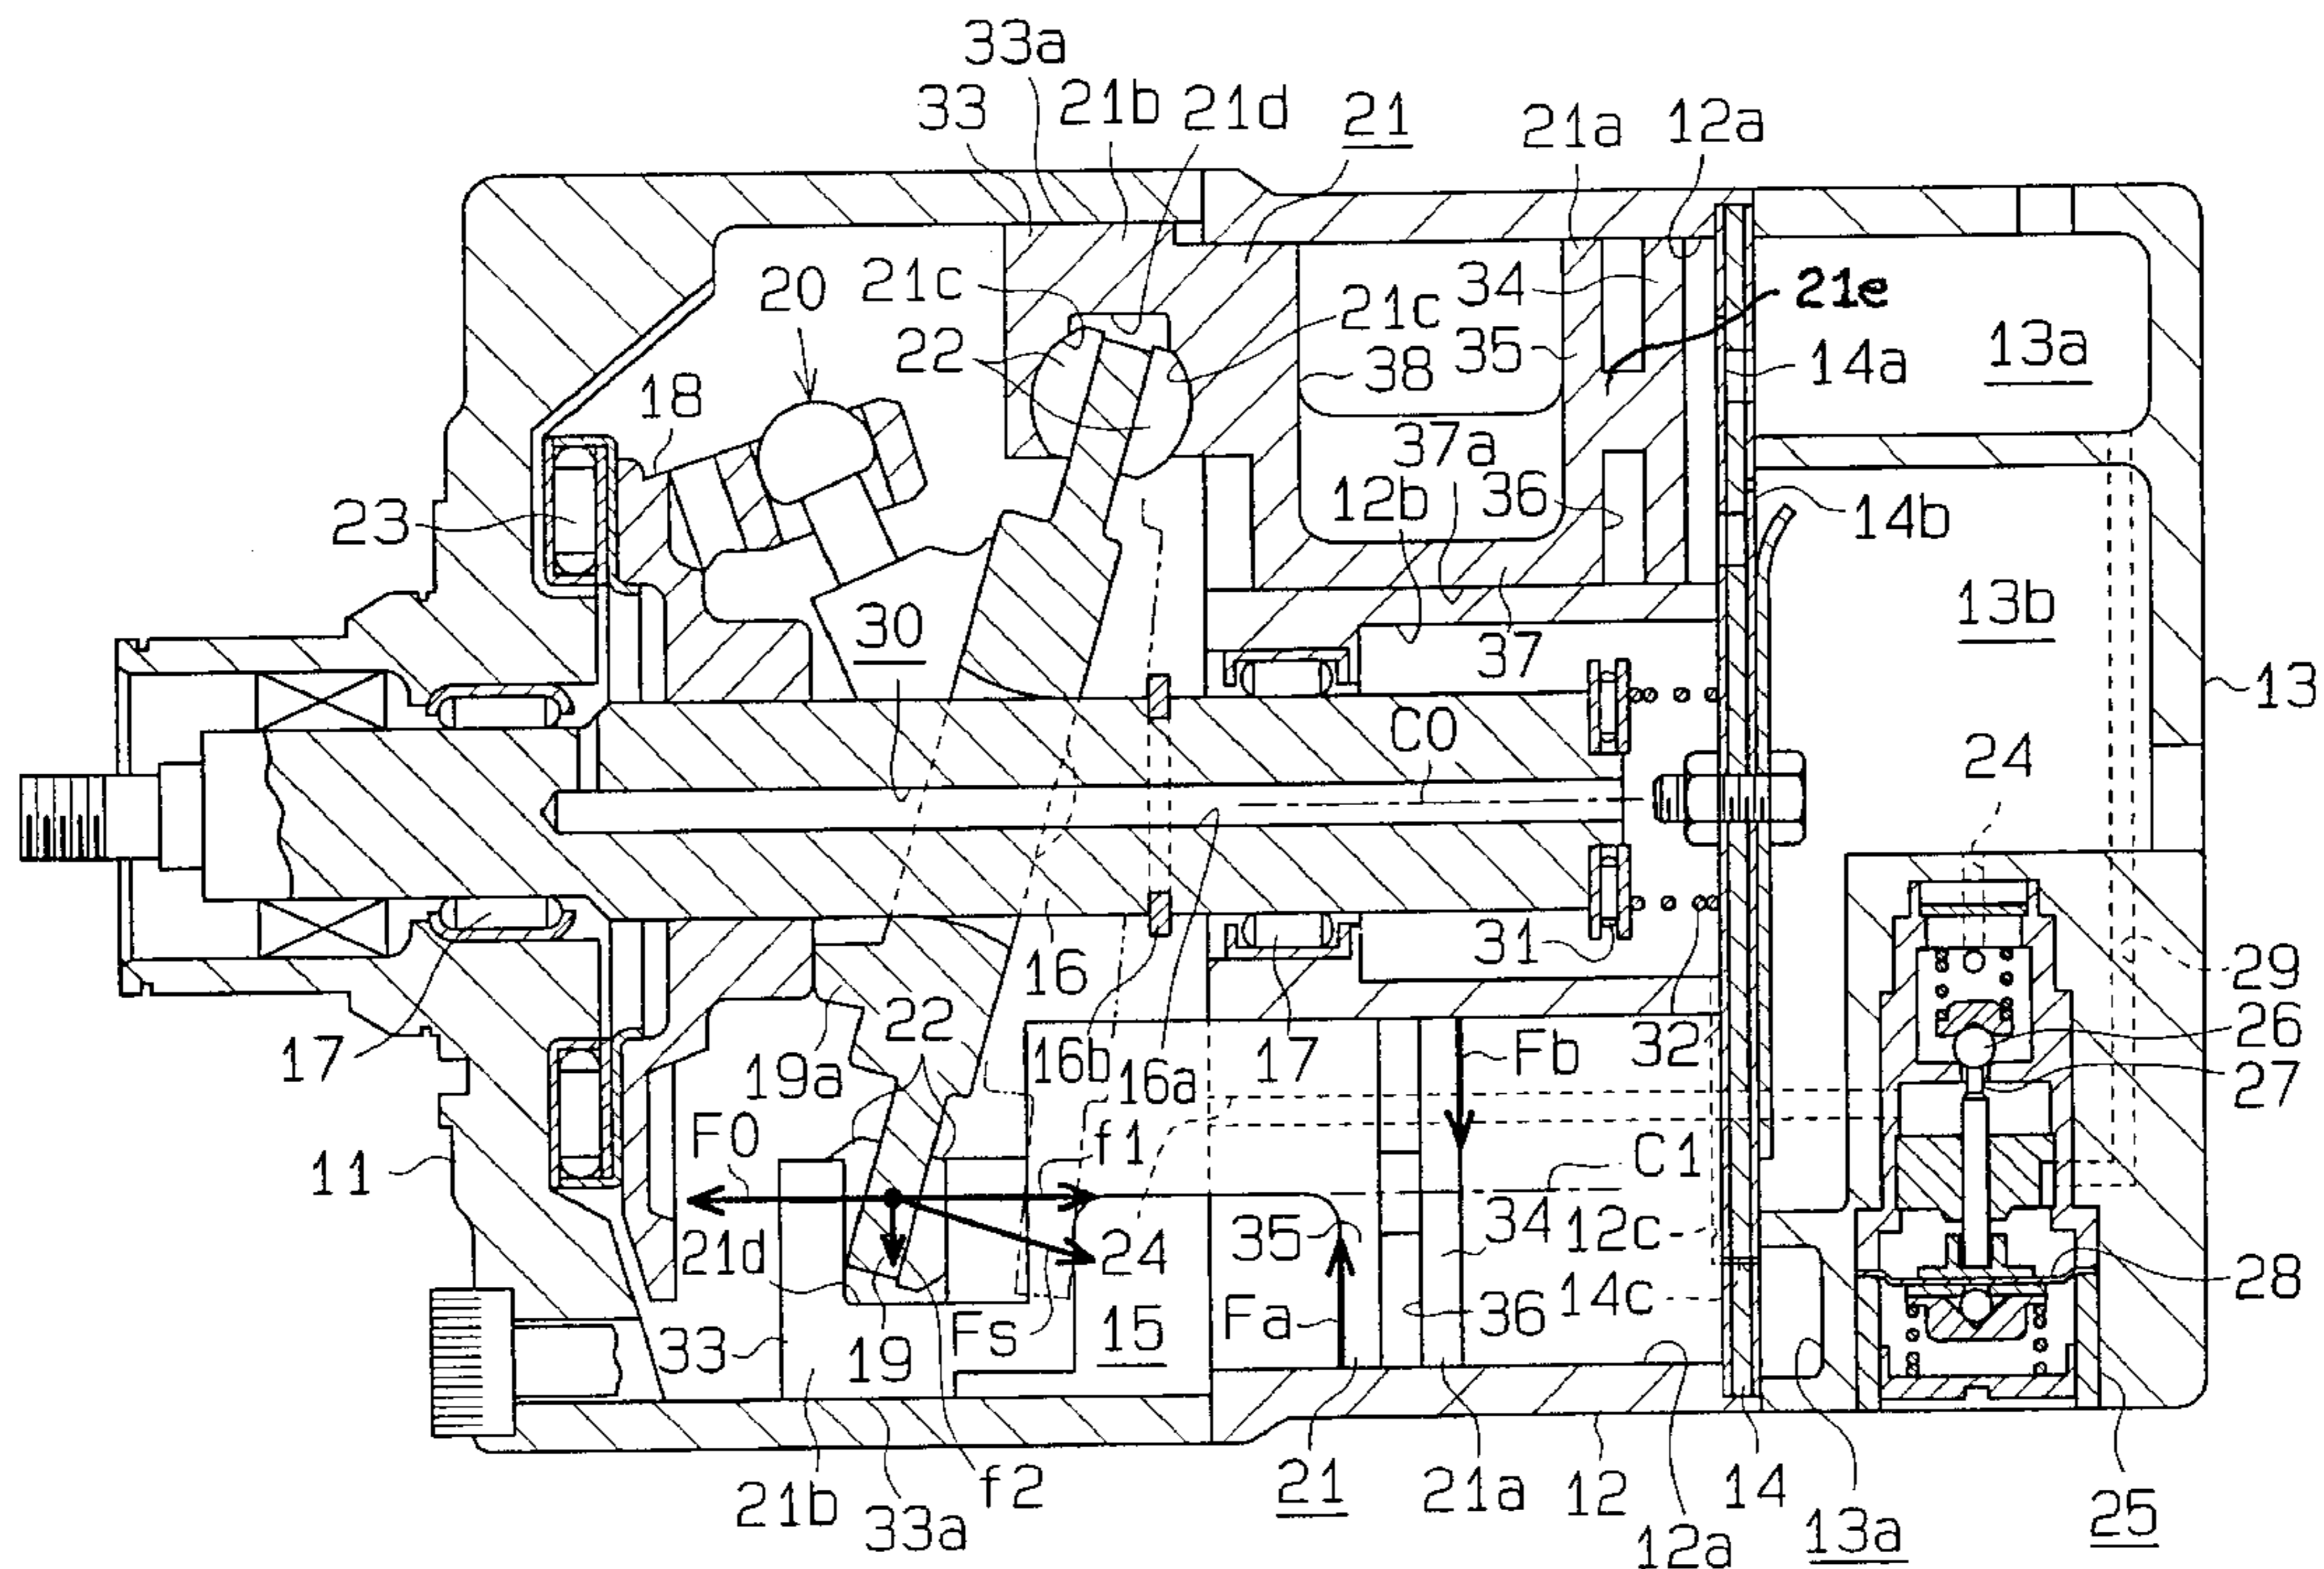 33a
33 21b 21d 21 21a 12a
20 21c 21c 34 21e
22 38 35 14a 13a
18
37a
23 12b 36 14b
30 37 13b
13
C0 24
31 29
16 22 26
17 19a 16b 16a 17 Fb 32 27
F0 f1 C1
11
21d 24 35 34 12c 28
33 19 Fs 15 Fa 36 14c
21b 33a f2 21 21a 12 12a 14 13a 25